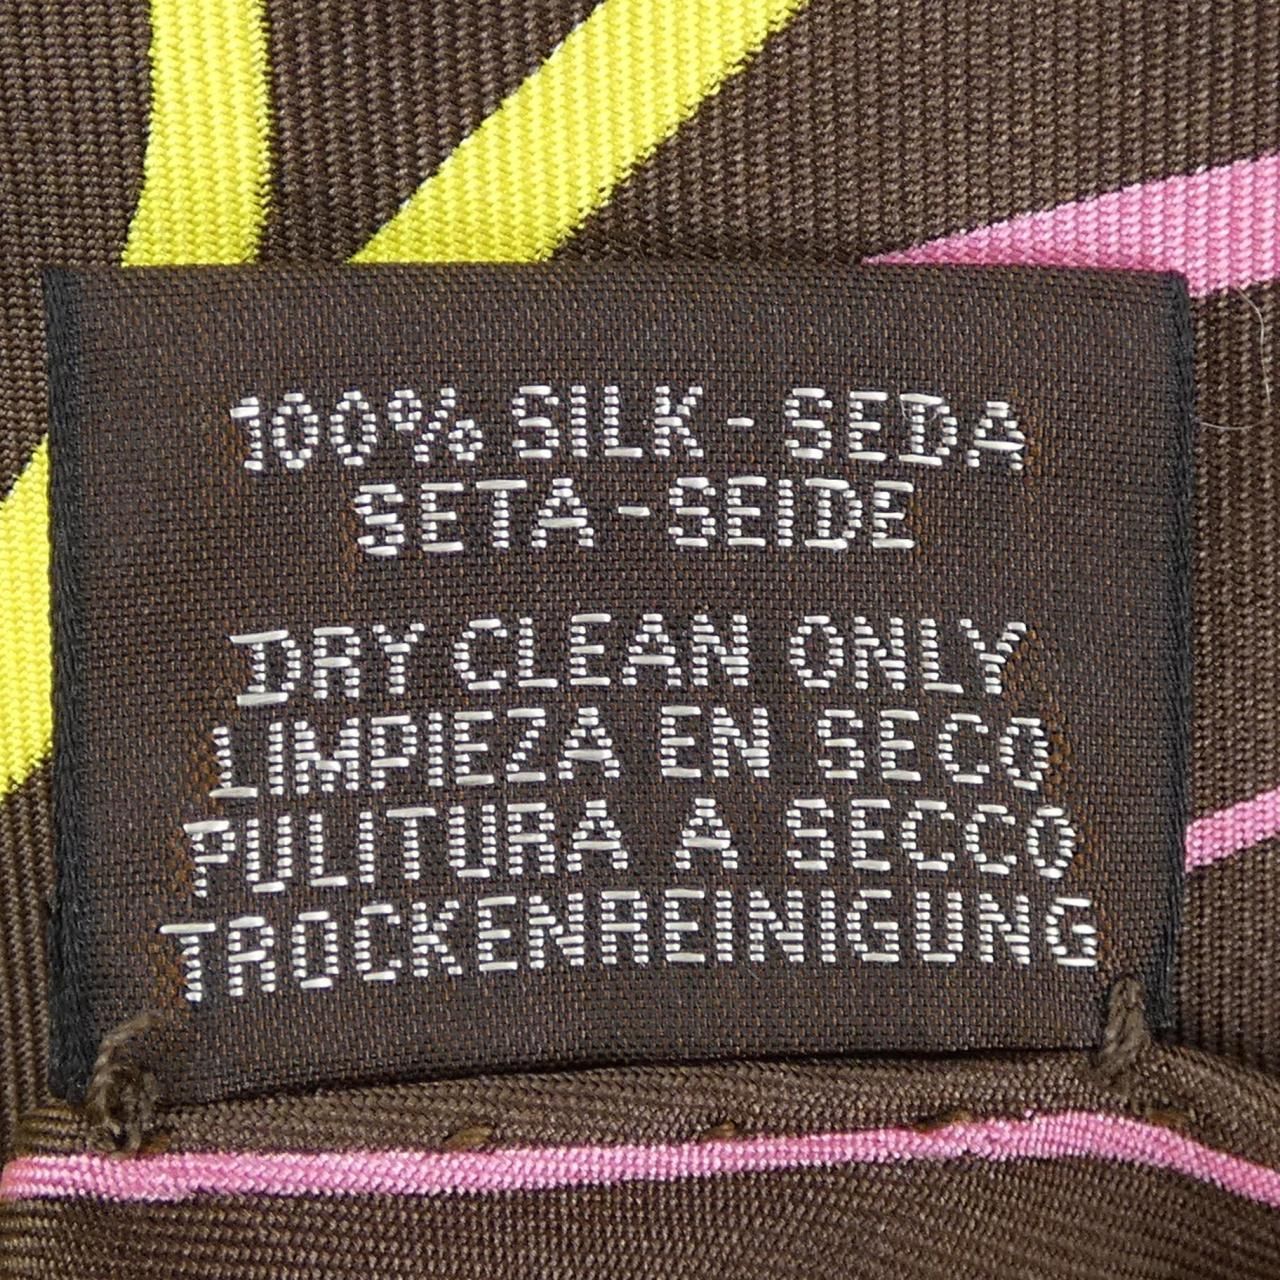 100% SILK - SEDA
SETA - SEIDE
DRY CLEAN ONLY
LIMPIEZA EN SECO
PULITURA A SECCO
TROCKENREINIGUNG